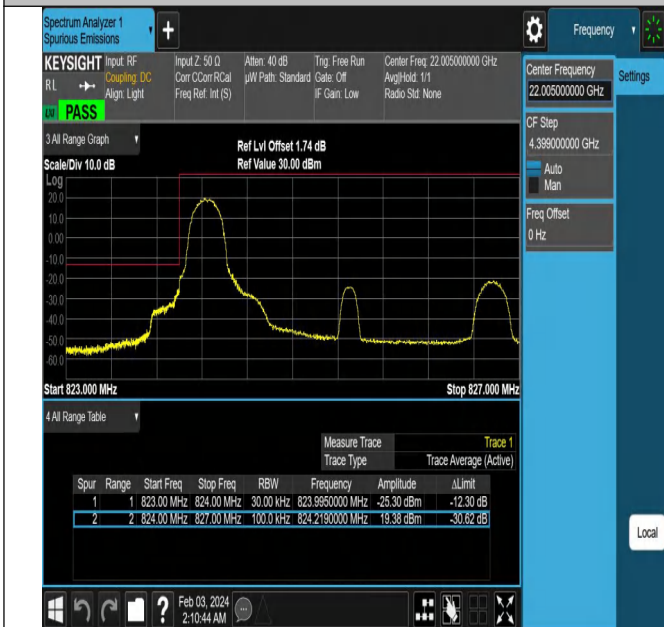 Spectrum Analyzer 1
Spurious Emissions
Frequency
KEYSIGHT
RL
PASS
Input: RF
Coupling: DC
Align: Light
Input Z: 50 Ω
Corr CCorr RCal
Freq Ref: Int (S)
Atten: 40 dB
µW Path: Standard
Trig: Free Run
Gate: Off
IF Gain: Low
Center Freq: 22.005000000 GHz
Avg|Hold: 1/1
Radio Std: None
Center Frequency
22.005000000 GHz
Settings
CF Step
4.399000000 GHz
Auto
Man
Freq Offset
0 Hz
3 All Range Graph
Scale/Div 10.0 dB
Ref Lvl Offset 1.74 dB
Ref Value 30.00 dBm
Log
20.0
10.0
0.00
-10.0
-20.0
-30.0
-40.0
-50.0
-60.0
Start 823.000 MHz
Stop 827.000 MHz
4 All Range Table
Measure Trace Trace 1
Trace Type Trace Average (Active)
Spur Range Start Freq Stop Freq RBW Frequency Amplitude ΔLimit
1 1 823.00 MHz 824.00 MHz 30.00 kHz 823.9950000 MHz -25.30 dBm -12.30 dB
2 2 824.00 MHz 827.00 MHz 100.0 kHz 824.2190000 MHz 19.38 dBm -30.62 dB
Local
Feb 03, 2024
2:10:44 AM